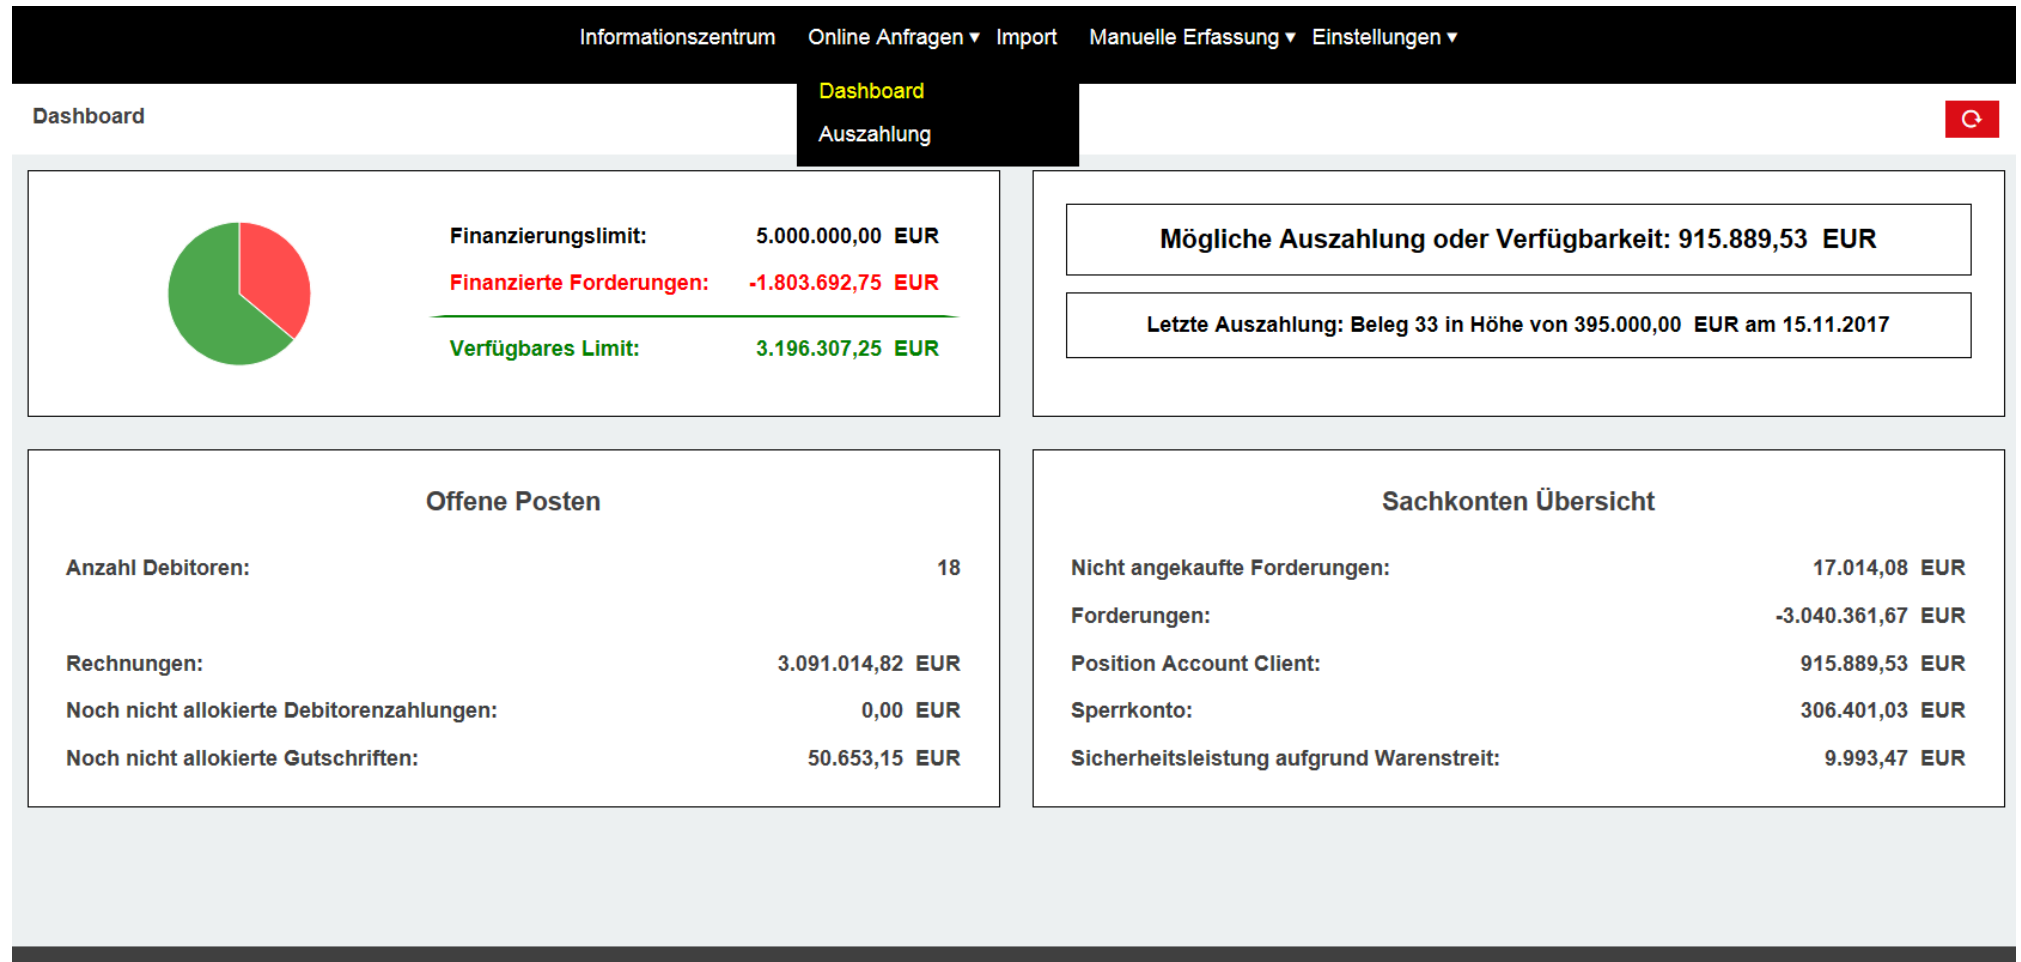 Informationszentrum Online Anfragen ▾ Import Manuelle Erfassung ▾ Einstellungen ▾
Dashboard
Auszahlung
Dashboard
Finanzierungslimit: 5.000.000,00 EUR
Finanzierte Forderungen: -1.803.692,75 EUR
Verfügbares Limit: 3.196.307,25 EUR
Mögliche Auszahlung oder Verfügbarkeit: 915.889,53 EUR
Letzte Auszahlung: Beleg 33 in Höhe von 395.000,00 EUR am 15.11.2017
Offene Posten
Anzahl Debitoren: 18
Rechnungen: 3.091.014,82 EUR
Noch nicht allokierte Debitorenzahlungen: 0,00 EUR
Noch nicht allokierte Gutschriften: 50.653,15 EUR
Sachkonten Übersicht
Nicht angekaufte Forderungen: 17.014,08 EUR
Forderungen: -3.040.361,67 EUR
Position Account Client: 915.889,53 EUR
Sperrkonto: 306.401,03 EUR
Sicherheitsleistung aufgrund Warenstreit: 9.993,47 EUR